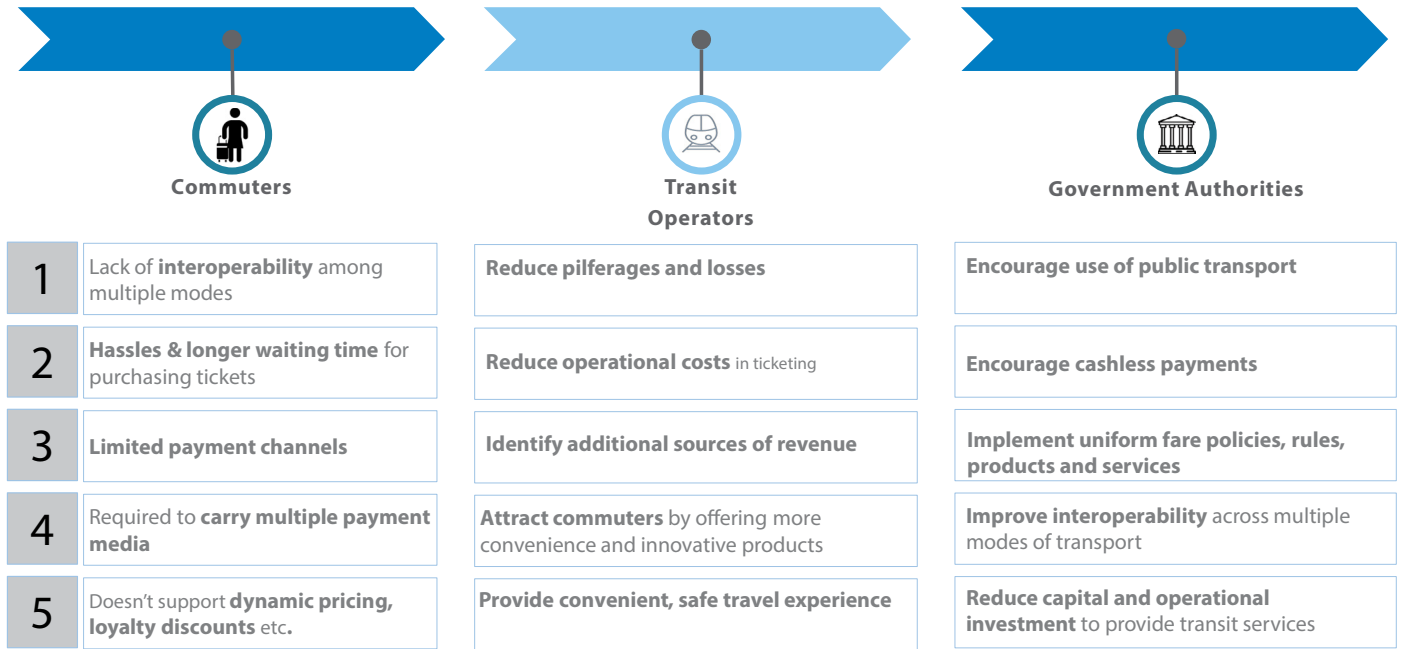 Commuters
Transit
Operators
Government Authorities
1
Lack of interoperability among
multiple modes
Reduce pilferages and losses
Encourage use of public transport
2
Hassles & longer waiting time for
purchasing tickets
Reduce operational costs in ticketing
Encourage cashless payments
3
Limited payment channels
Identify additional sources of revenue
Implement uniform fare policies, rules,
products and services
4
Required to carry multiple payment
media
Attract commuters by offering more
convenience and innovative products
Improve interoperability across multiple
modes of transport
5
Doesn’t support dynamic pricing,
loyalty discounts etc.
Provide convenient, safe travel experience
Reduce capital and operational
investment to provide transit services